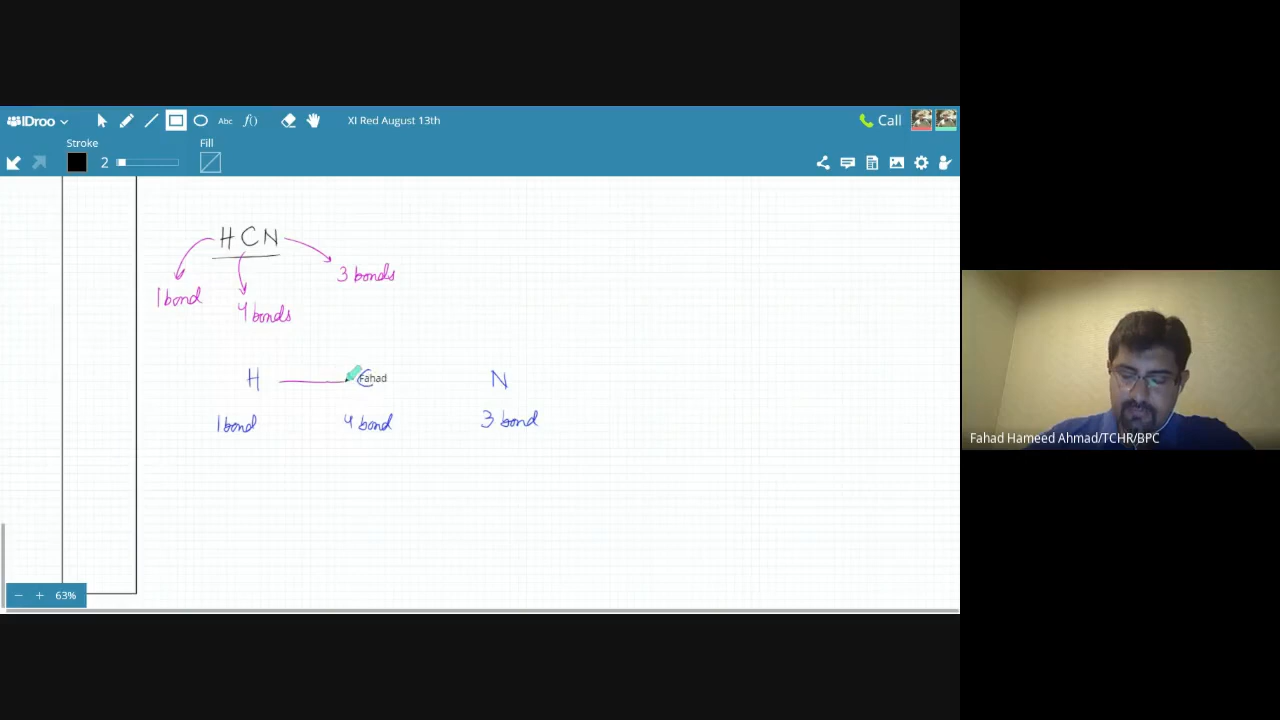 IDroo
Abc
f()
XI Red August 13th
Call
Stroke
Fill
2
HCN
3 bonds
1 bond
4 bonds
H C N
Fahad
1 bond 4 bond 3 bond
Fahad Hameed Ahmad/TCHR/BPC
63%